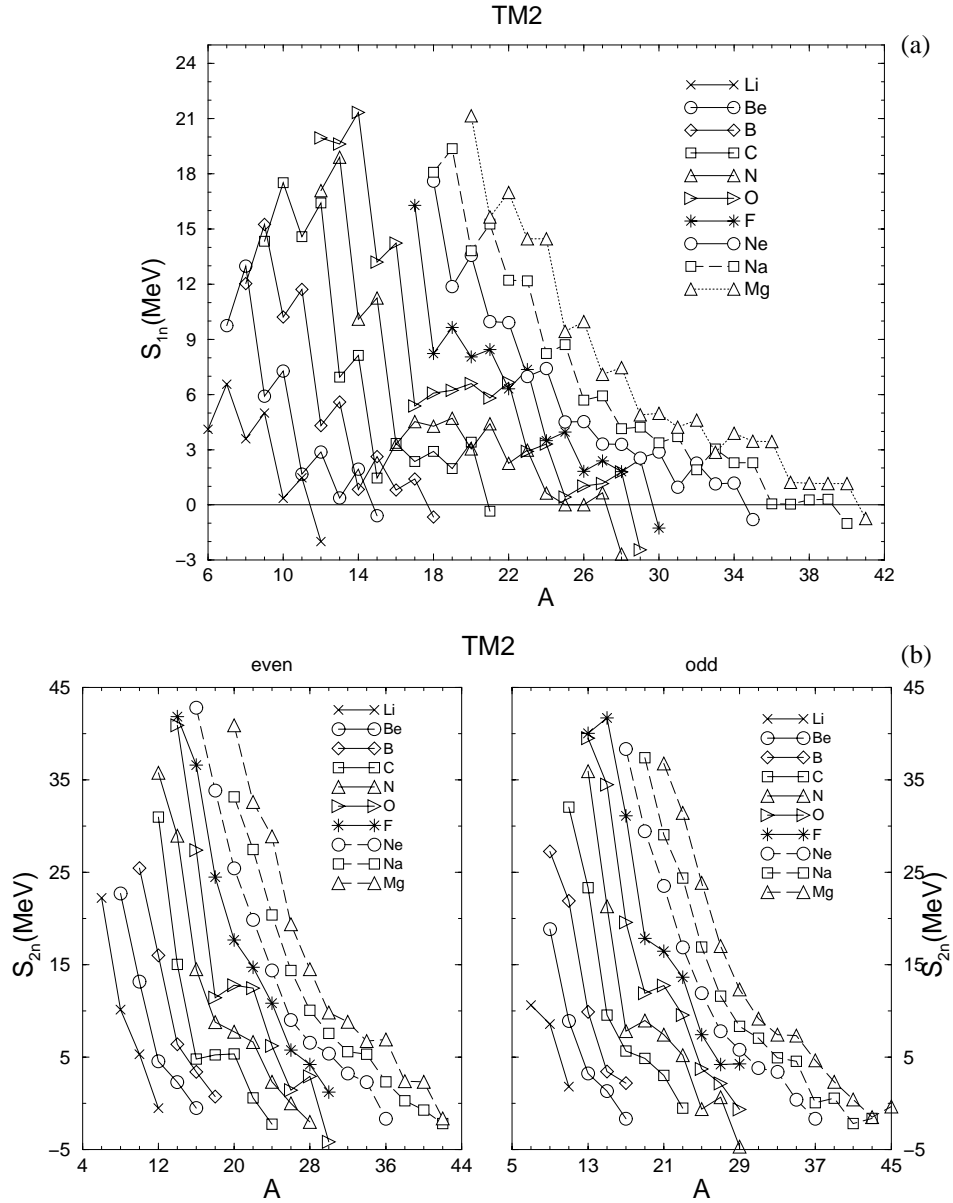 TM2
(a)
S1n(MeV)
24
21
18
15
12
9
6
3
0
−3
6 10 14 18 22 26 30 34 38 42
A
Li
Be
B
C
N
O
F
Ne
Na
Mg
TM2
(b)
even
odd
S2n(MeV)
45
35
25
15
5
−5
4 12 20 28 36 44
A
Li
Be
B
C
N
O
F
Ne
Na
Mg
5 13 21 29 37 45
A
Li
Be
B
C
N
O
F
Ne
Na
Mg
45
35
25
15
5
−5
S2n(MeV)